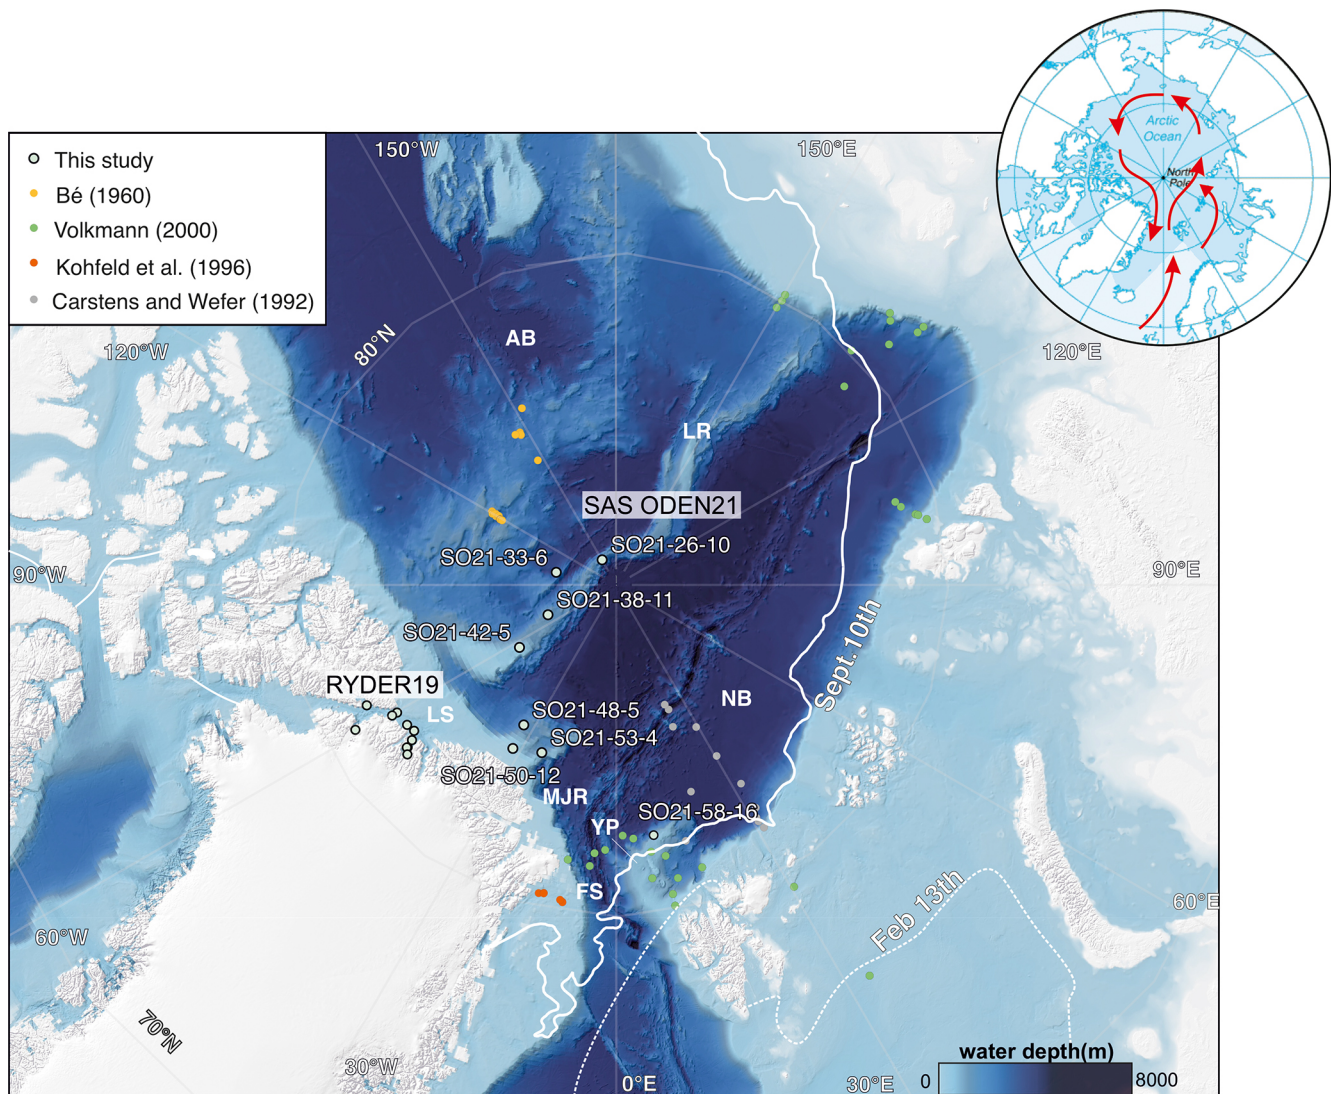 Arctic
Ocean
North
Pole
This study
Bé (1960)
Volkmann (2000)
Kohfeld et al. (1996)
Carstens and Wefer (1992)
150°W
150°E
120°W
80°N
AB
120°E
LR
SAS ODEN21
SO21-33-6
SO21-26-10
90°W
90°E
SO21-38-11
SO21-42-5
Sept.10th
RYDER19
LS
SO21-48-5
NB
SO21-53-4
SO21-50-12
MJR
SO21-58-16
YP
FS
Feb 13th
60°E
60°W
70°N
30°W
0°E
30°E
water depth(m)
0
8000